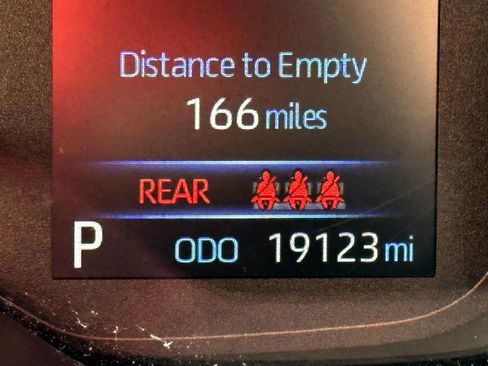 Distance to Empty
166 miles
REAR
P ODO 19123 mi